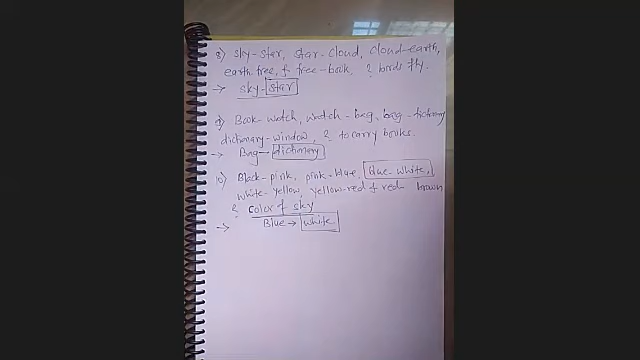 8) Sky-star, star-cloud, cloud-earth,
earth-tree, & tree-book, ? birds fly.
→ sky-star
9) Book-watch, watch-bag, bag-dictionary
dictionary-window, ? to carry books.
→ Bag-dictionary
10) Black-pink, pink-blue, blue-white,
white-yellow, yellow-red & red-brown
? Color of sky
→ Blue → white